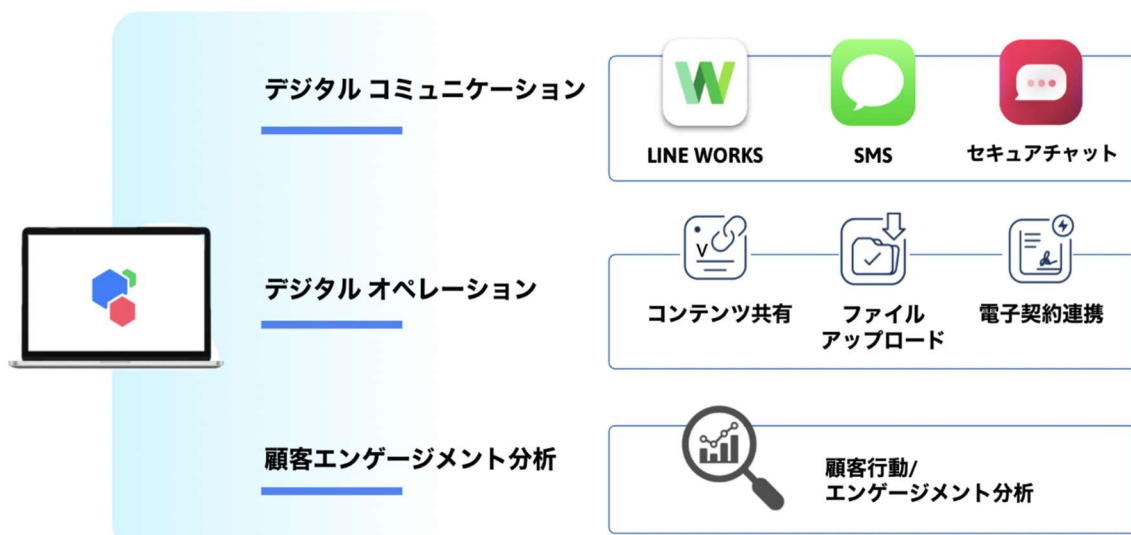 デジタル コミュニケーション
LINE WORKS
SMS
セキュアチャット
デジタル オペレーション
V
コンテンツ共有
ファイル
アップロード
電子契約連携
顧客エンゲージメント分析
顧客行動/
エンゲージメント分析